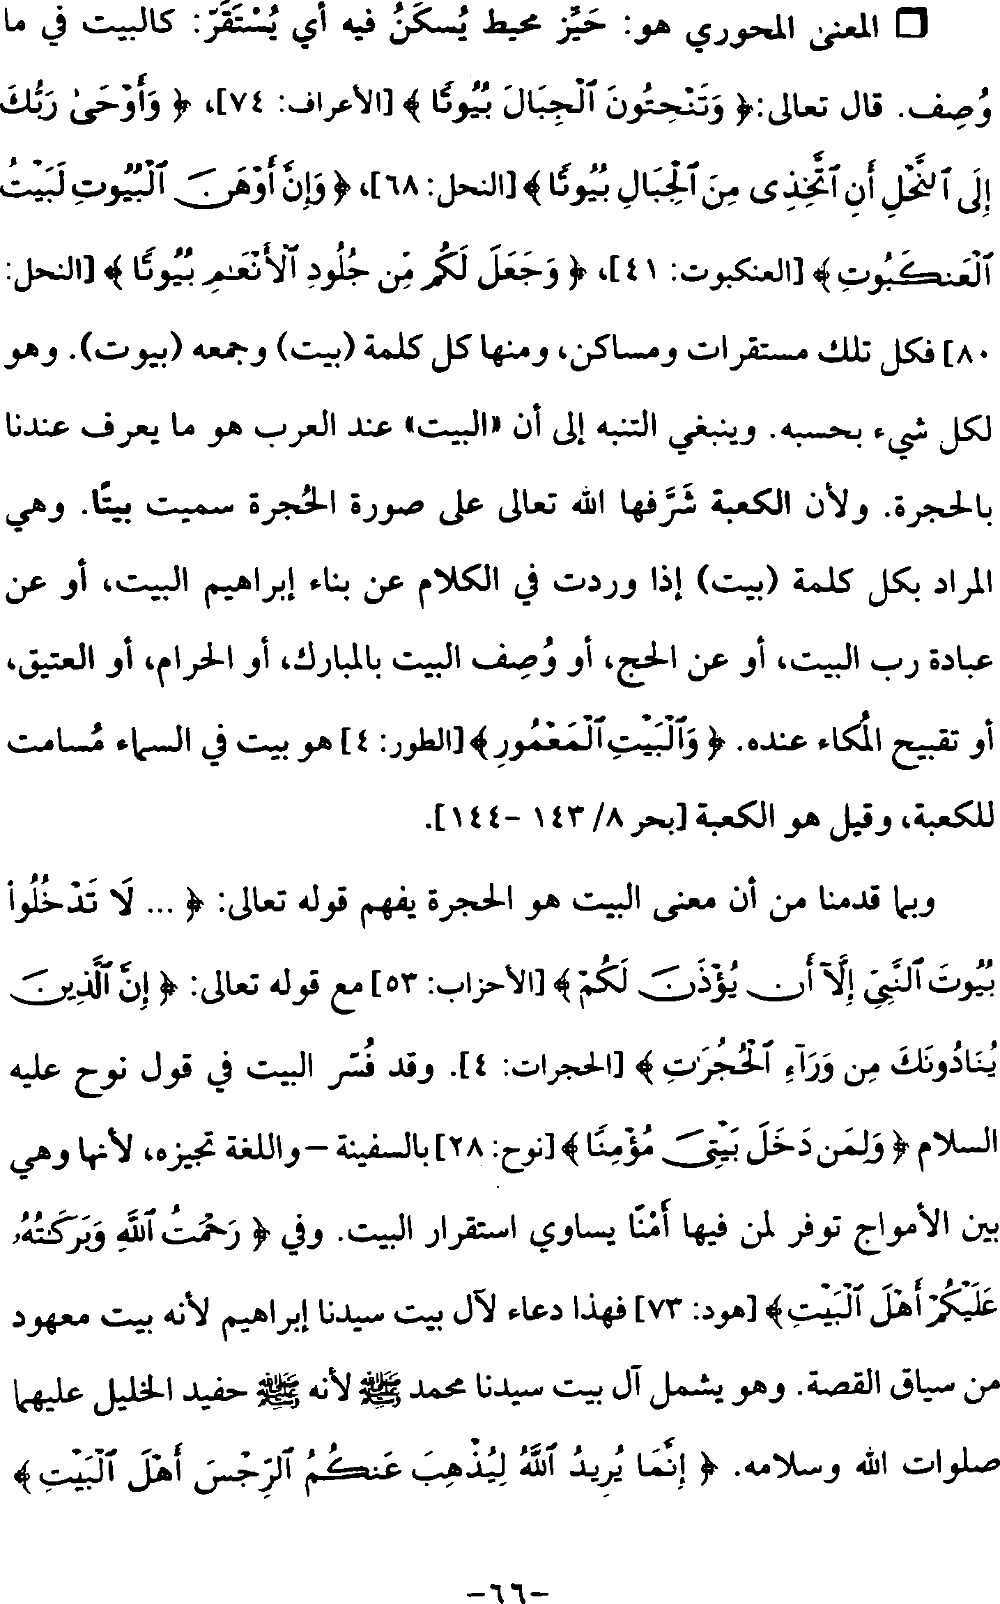 ❒ المعنى المحوري هو: حَيِّز محيط يُسكَنُ فيه أي يُسْتَقَرّ: كالبيت في ما
وُصِف. قال تعالى: ﴿ وَتَنْحِتُونَ ٱلْجِبَالَ بُيُوتًا ﴾ [الأعراف: ٧٤]، ﴿ وَأَوْحَىٰ رَبُّكَ
إِلَى ٱلنَّحْلِ أَنِ ٱتَّخِذِى مِنَ ٱلْجِبَالِ بُيُوتًا ﴾ [النحل: ٦٨]، ﴿ وَإِنَّ أَوْهَنَ ٱلْبُيُوتِ لَبَيْتُ
ٱلْعَنكَبُوتِ ﴾ [العنكبوت: ٤١]، ﴿ وَجَعَلَ لَكُم مِّن جُلُودِ ٱلْأَنْعَـٰمِ بُيُوتًا ﴾ [النحل:
٨٠] فكل تلك مستقرات ومساكن، ومنها كل كلمة (بيت) وجمعه (بيوت). وهو
لكل شيء بحسبه. وينبغي التنبه إلى أن «البيت» عند العرب هو ما يعرف عندنا
بالحجرة. ولأن الكعبة شَرَّفها الله تعالى على صورة الحُجرة سميت بيتًا. وهي
المراد بكل كلمة (بيت) إذا وردت في الكلام عن بناء إبراهيم البيت، أو عن
عبادة رب البيت، أو عن الحج، أو وُصِف البيت بالمبارك، أو الحرام، أو العتيق،
أو تقبيح المُكاء عنده. ﴿ وَٱلْبَيْتِ ٱلْمَعْمُورِ ﴾ [الطور: ٤] هو بيت في السماء مُسامت
للكعبة، وقيل هو الكعبة [بحر ٨/ ١٤٣ -١٤٤].
وبما قدمنا من أن معنى البيت هو الحجرة يفهم قوله تعالى: ﴿ ... لَا تَدْخُلُوا۟
بُيُوتَ ٱلنَّبِىِّ إِلَّآ أَن يُؤْذَنَ لَكُمْ ﴾ [الأحزاب: ٥٣] مع قوله تعالى: ﴿ إِنَّ ٱلَّذِينَ
يُنَادُونَكَ مِن وَرَآءِ ٱلْحُجُرَٰتِ ﴾ [الحجرات: ٤]. وقد فُسِّر البيت في قول نوح عليه
السلام ﴿ وَلِمَن دَخَلَ بَيْتِىَ مُؤْمِنًا ﴾ [نوح: ٢٨] بالسفينة – واللغة تجيزه، لأنها وهي
بين الأمواج توفر لمن فيها أَمْنًا يساوي استقرار البيت. وفي ﴿ رَحْمَتُ ٱللَّهِ وَبَرَكَـٰتُهُۥ
عَلَيْكُمْ أَهْلَ ٱلْبَيْتِ ﴾ [هود: ٧٣] فهذا دعاء لآل بيت سيدنا إبراهيم لأنه بيت معهود
من سياق القصة. وهو يشمل آل بيت سيدنا محمد ﷺ لأنه ﷺ حفيد الخليل عليهما
صلوات الله وسلامه. ﴿ إِنَّمَا يُرِيدُ ٱللَّهُ لِيُذْهِبَ عَنكُمُ ٱلرِّجْسَ أَهْلَ ٱلْبَيْتِ ﴾
–٦٦–